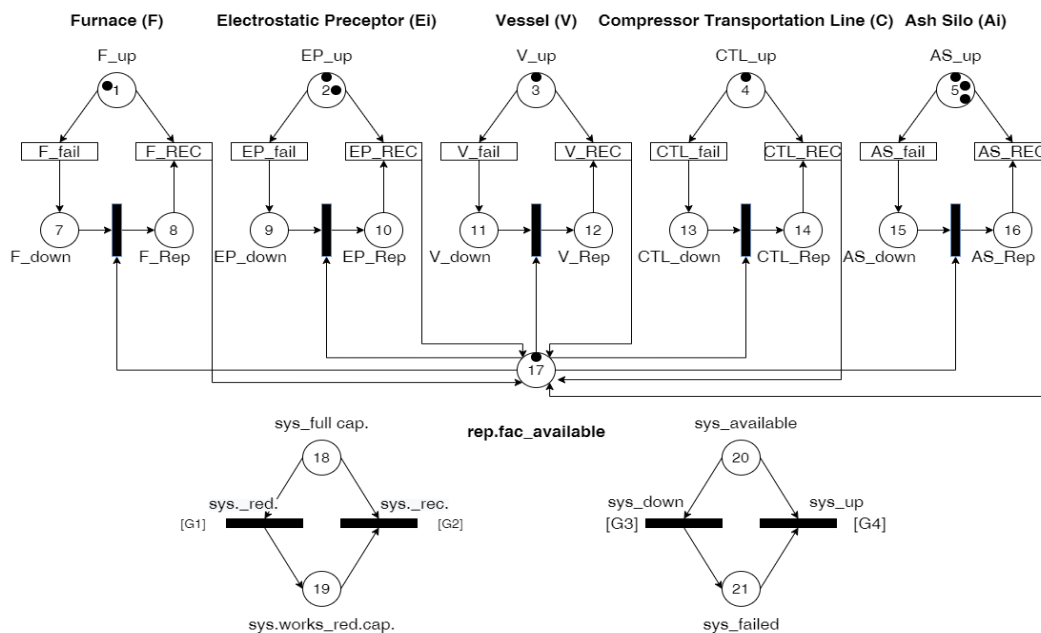 Furnace (F) Electrostatic Preceptor (Ei) Vessel (V) Compressor Transportation Line (C) Ash Silo (Ai)
F_up EP_up V_up CTL_up AS_up
1 2 3 4 5
F_fail F_REC EP_fail EP_REC V_fail V_REC CTL_fail CTL_REC AS_fail AS_REC
7 8 9 10 11 12 13 14 15 16
F_down F_Rep EP_down EP_Rep V_down V_Rep CTL_down CTL_Rep AS_down AS_Rep
17
sys_full cap. rep.fac_available sys_available
18 20
sys._red. sys._rec. sys_down sys_up
[G1] [G2] [G3] [G4]
19 21
sys.works_red.cap. sys_failed